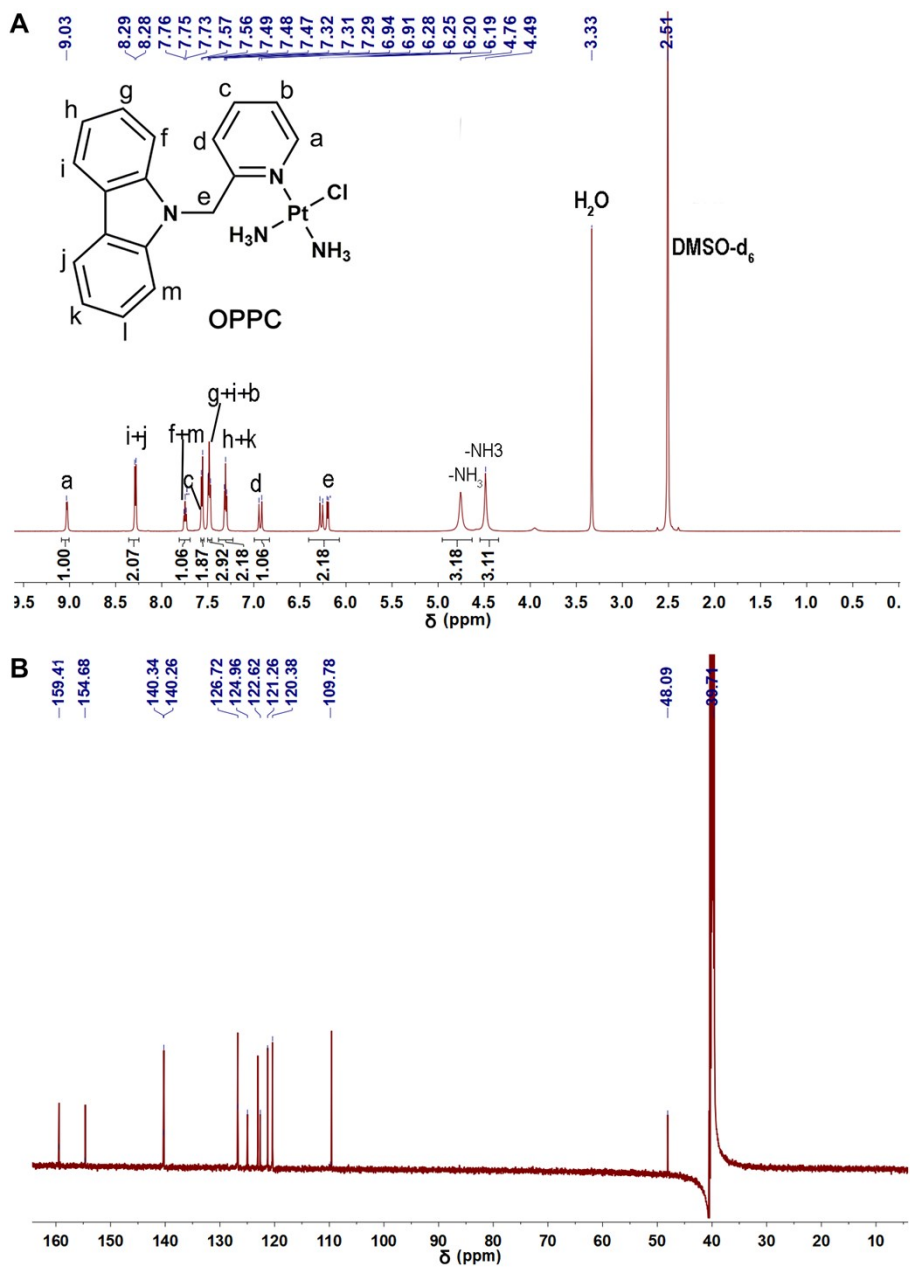 A
9.03
8.29
8.28
7.76
7.75
7.73
7.57
7.56
7.49
7.48
7.47
7.32
7.31
7.29
6.94
6.91
6.28
6.25
6.20
6.19
4.76
4.49
3.33
2.51
c
g
b
h
f
d
a
i
N
Cl
e
N
Pt
H3N
NH3
j
m
k
l
OPPC
H2O
DMSO-d6
g+i+b
i+j
f+m
h+k
-NH3
-NH3
a
c
d
e
1.00
2.07
1.06
1.87
2.92
2.18
1.06
2.18
3.18
3.11
9.5 9.0 8.5 8.0 7.5 7.0 6.5 6.0 5.5 5.0 4.5 4.0 3.5 3.0 2.5 2.0 1.5 1.0 0.5 0.
δ (ppm)
B
159.41
154.68
140.34
140.26
126.72
124.96
122.62
121.26
120.38
109.78
48.09
39.71
160 150 140 130 120 110 100 90 80 70 60 50 40 30 20 10
δ (ppm)